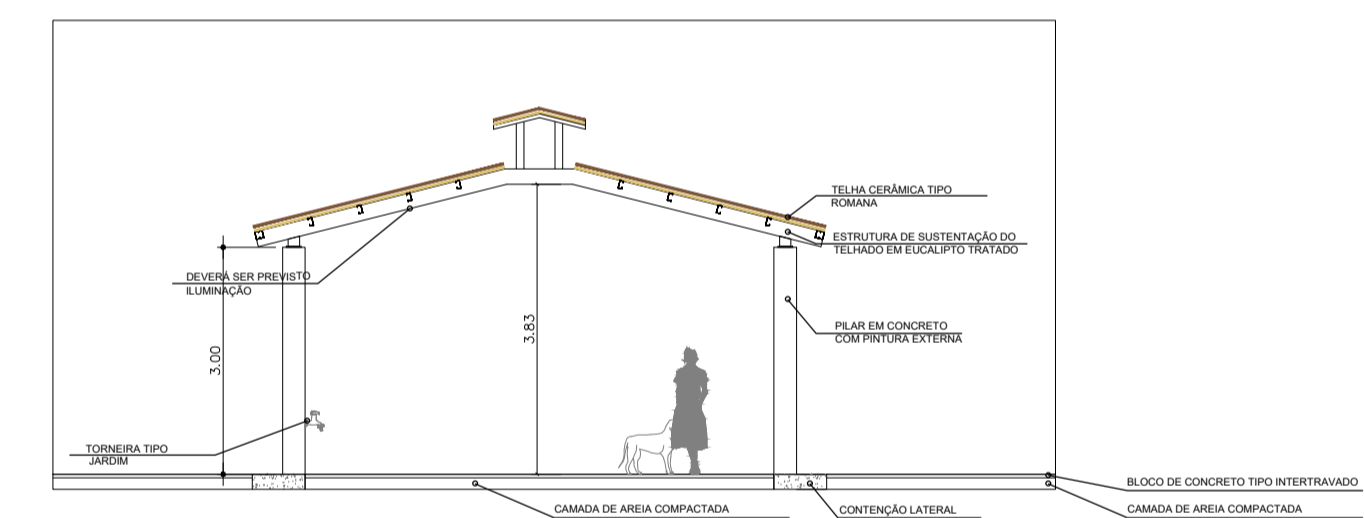 TELHA CERÂMICA TIPO
ROMANA
ESTRUTURA DE SUSTENTAÇÃO DO
TELHADO EM EUCALIPTO TRATADO
DEVERÁ SER PREVISTO
ILUMINAÇÃO
3.83
3.00
PILAR EM CONCRETO
COM PINTURA EXTERNA
TORNEIRA TIPO
JARDIM
BLOCO DE CONCRETO TIPO INTERTRAVADO
CAMADA DE AREIA COMPACTADA
CONTENÇÃO LATERAL
CAMADA DE AREIA COMPACTADA